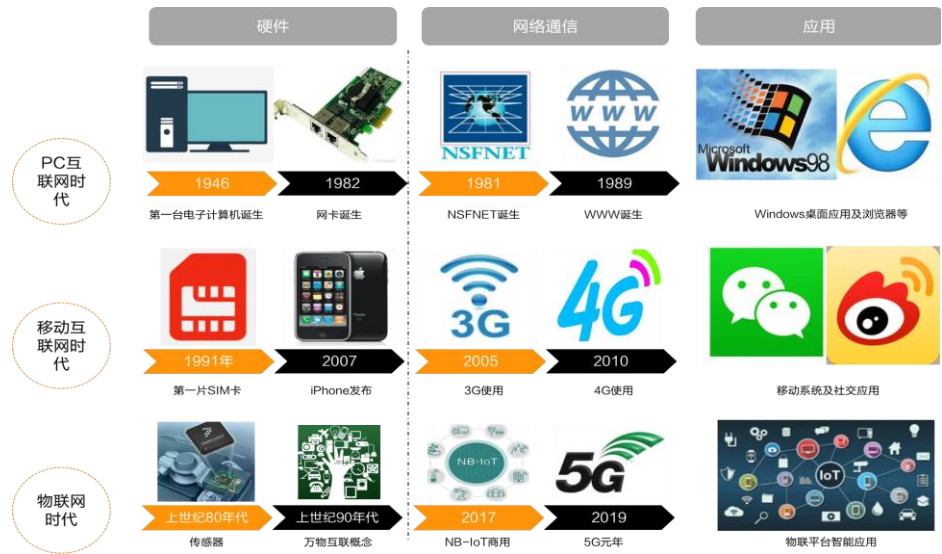 硬件
网络通信
应用
PC互
联网时
代
NSFNET
WWW
Microsoft
Windows98
1946
1982
1981
1989
第一台电子计算机诞生
网卡诞生
NSFNET诞生
WWW诞生
Windows桌面应用及浏览器等
移动互
联网时
代
3G
4G
1991年
2007
2005
2010
第一片SIM卡
iPhone发布
3G使用
4G使用
移动系统及社交应用
物联网
时代
NB-IoT
5G
IoT
上世纪80年代
上世纪90年代
2017
2019
传感器
万物互联概念
NB-IoT商用
5G元年
物联平台智能应用